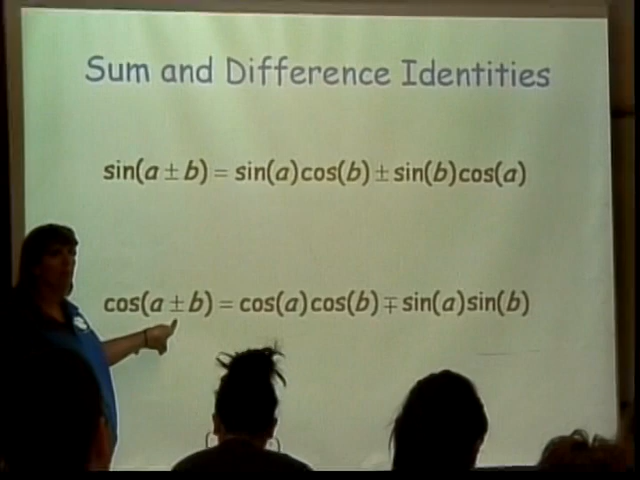 Sum and Difference Identities
sin(a ± b) = sin(a)cos(b) ± sin(b)cos(a)
cos(a ± b) = cos(a)cos(b) ∓ sin(a)sin(b)